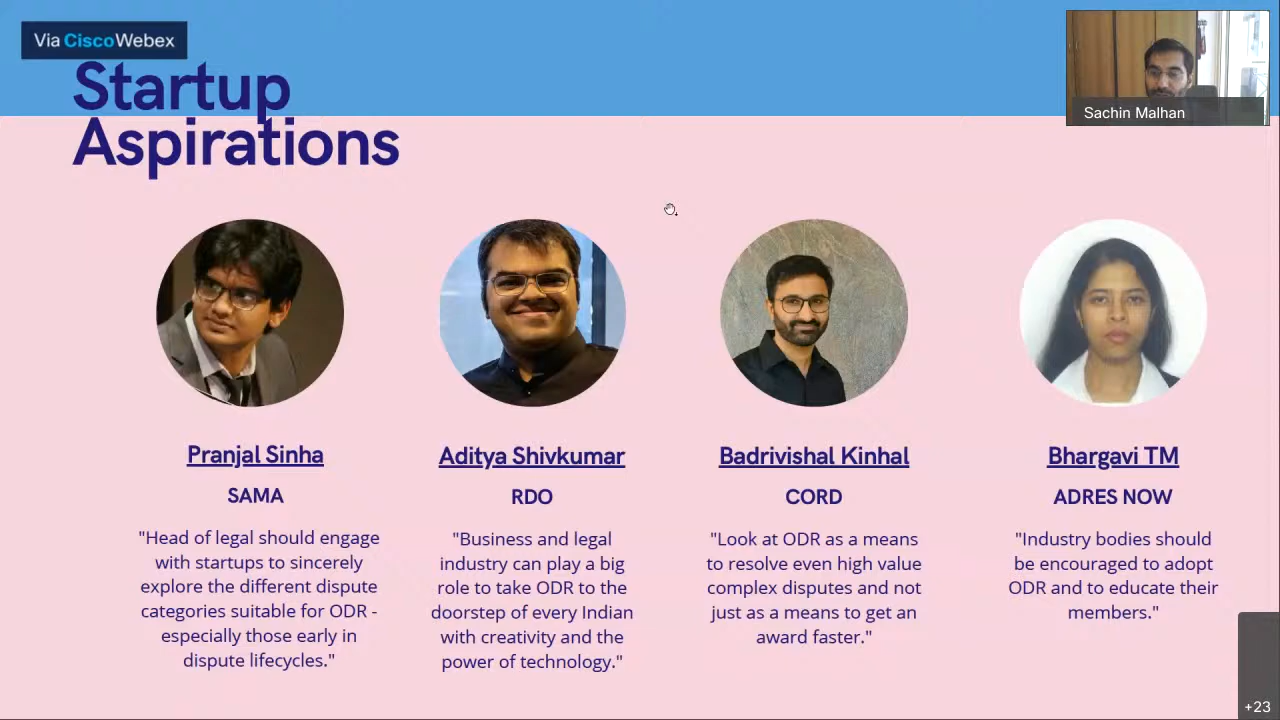 Via Cisco Webex
Startup
Aspirations
Sachin Malhan
Pranjal Sinha
SAMA
"Head of legal should engage
with startups to sincerely
explore the different dispute
categories suitable for ODR -
especially those early in
dispute lifecycles."
Aditya Shivkumar
RDO
"Business and legal
industry can play a big
role to take ODR to the
doorstep of every Indian
with creativity and the
power of technology."
Badrivishal Kinhal
CORD
"Look at ODR as a means
to resolve even high value
complex disputes and not
just as a means to get an
award faster."
Bhargavi TM
ADRES NOW
"Industry bodies should
be encouraged to adopt
ODR and to educate their
members."
+23